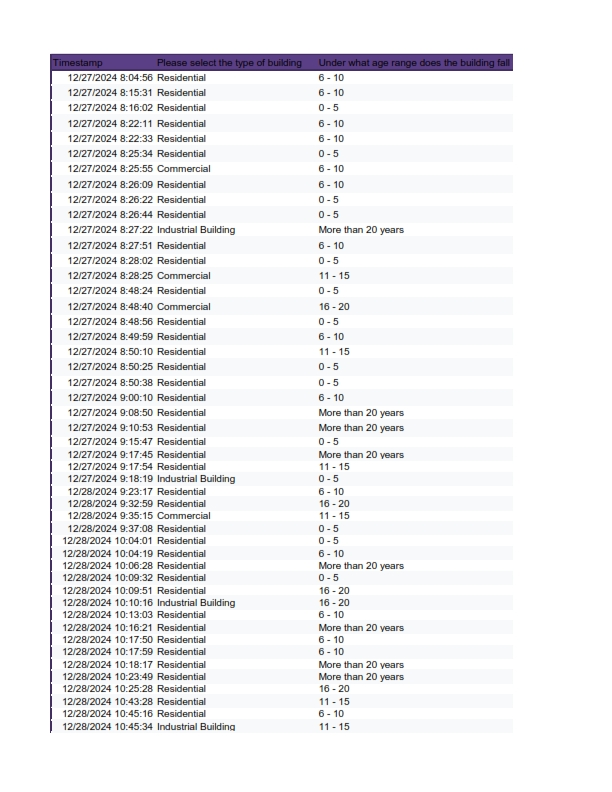 Timestamp Please select the type of building Under what age range does the building fall
12/27/2024 8:04:56 Residential 6 - 10
12/27/2024 8:15:31 Residential 6 - 10
12/27/2024 8:16:02 Residential 0 - 5
12/27/2024 8:22:11 Residential 6 - 10
12/27/2024 8:22:33 Residential 6 - 10
12/27/2024 8:25:34 Residential 0 - 5
12/27/2024 8:25:55 Commercial 6 - 10
12/27/2024 8:26:09 Residential 6 - 10
12/27/2024 8:26:22 Residential 0 - 5
12/27/2024 8:26:44 Residential 0 - 5
12/27/2024 8:27:22 Industrial Building More than 20 years
12/27/2024 8:27:51 Residential 6 - 10
12/27/2024 8:28:02 Residential 0 - 5
12/27/2024 8:28:25 Commercial 11 - 15
12/27/2024 8:48:24 Residential 0 - 5
12/27/2024 8:48:40 Commercial 16 - 20
12/27/2024 8:48:56 Residential 0 - 5
12/27/2024 8:49:59 Residential 6 - 10
12/27/2024 8:50:10 Residential 11 - 15
12/27/2024 8:50:25 Residential 0 - 5
12/27/2024 8:50:38 Residential 0 - 5
12/27/2024 9:00:10 Residential 6 - 10
12/27/2024 9:08:50 Residential More than 20 years
12/27/2024 9:10:53 Residential More than 20 years
12/27/2024 9:15:47 Residential 0 - 5
12/27/2024 9:17:45 Residential More than 20 years
12/27/2024 9:17:54 Residential 11 - 15
12/27/2024 9:18:19 Industrial Building 0 - 5
12/28/2024 9:23:17 Residential 6 - 10
12/28/2024 9:32:59 Residential 16 - 20
12/28/2024 9:35:15 Commercial 11 - 15
12/28/2024 9:37:08 Residential 0 - 5
12/28/2024 10:04:01 Residential 0 - 5
12/28/2024 10:04:19 Residential 6 - 10
12/28/2024 10:06:28 Residential More than 20 years
12/28/2024 10:09:32 Residential 0 - 5
12/28/2024 10:09:51 Residential 16 - 20
12/28/2024 10:10:16 Industrial Building 16 - 20
12/28/2024 10:13:03 Residential 6 - 10
12/28/2024 10:16:21 Residential More than 20 years
12/28/2024 10:17:50 Residential 6 - 10
12/28/2024 10:17:59 Residential 6 - 10
12/28/2024 10:18:17 Residential More than 20 years
12/28/2024 10:23:49 Residential More than 20 years
12/28/2024 10:25:28 Residential 16 - 20
12/28/2024 10:43:28 Residential 11 - 15
12/28/2024 10:45:16 Residential 6 - 10
12/28/2024 10:45:34 Industrial Building 11 - 15